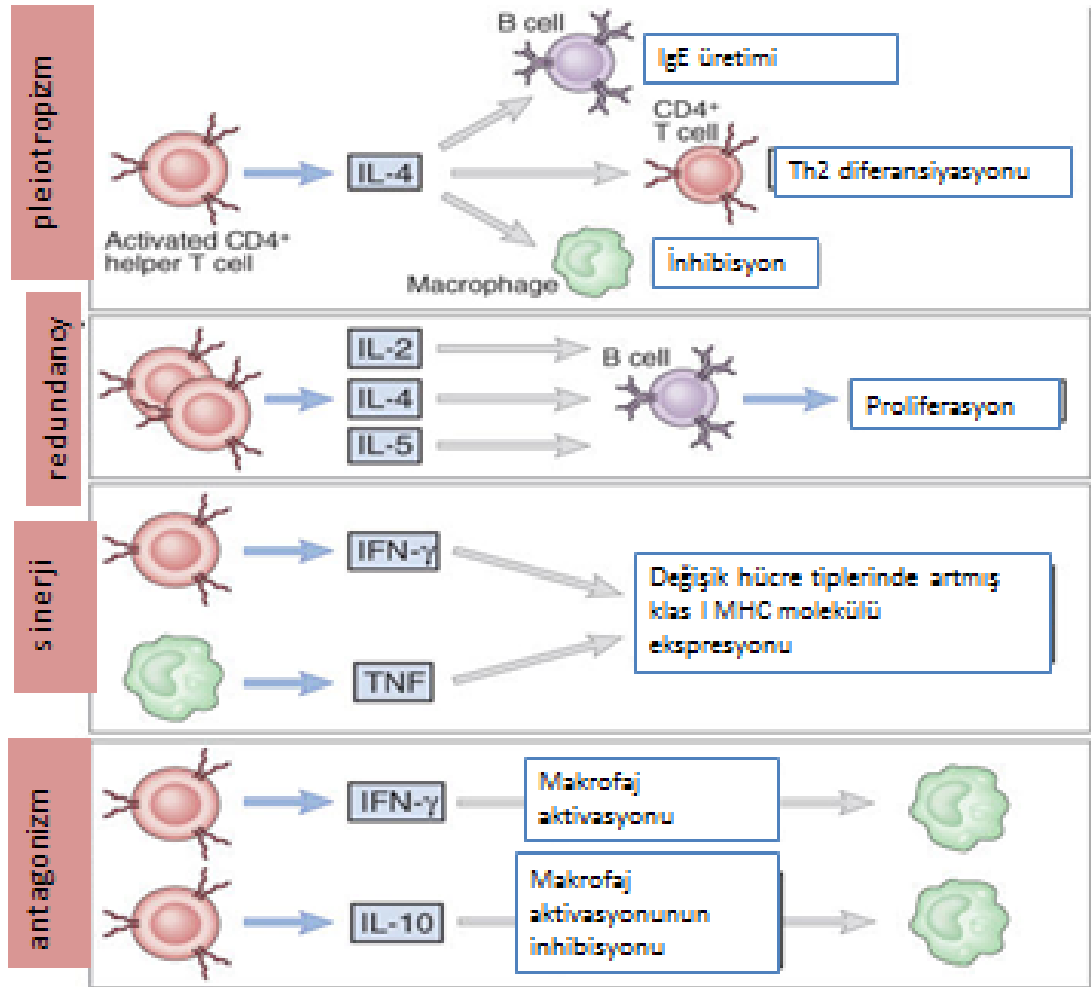 pleiotropizm
B cell
IgE üretimi
CD4+
T cell
IL-4
Th2 diferansiyasyonu
Activated CD4+
helper T cell
İnhibisyon
Macrophage
redundancy
IL-2
B cell
IL-4
Proliferasyon
IL-5
sinerji
IFN-γ
Değişik hücre tiplerinde artmış
klas I MHC molekülü
ekspresyonu
TNF
antagonizm
IFN-γ
Makrofaj
aktivasyonu
IL-10
Makrofaj
aktivasyonunun
inhibisyonu